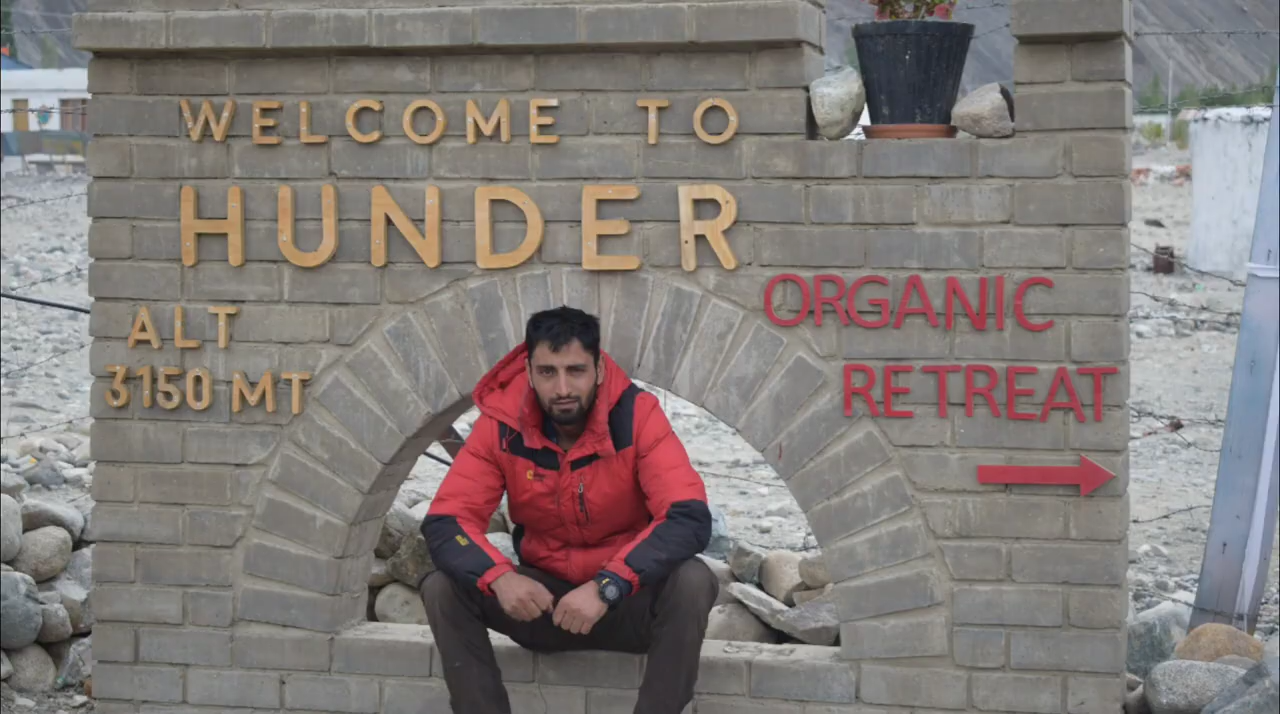 WELCOME TO
HUNDER
ALT
3150 MT
ORGANIC
RETREAT